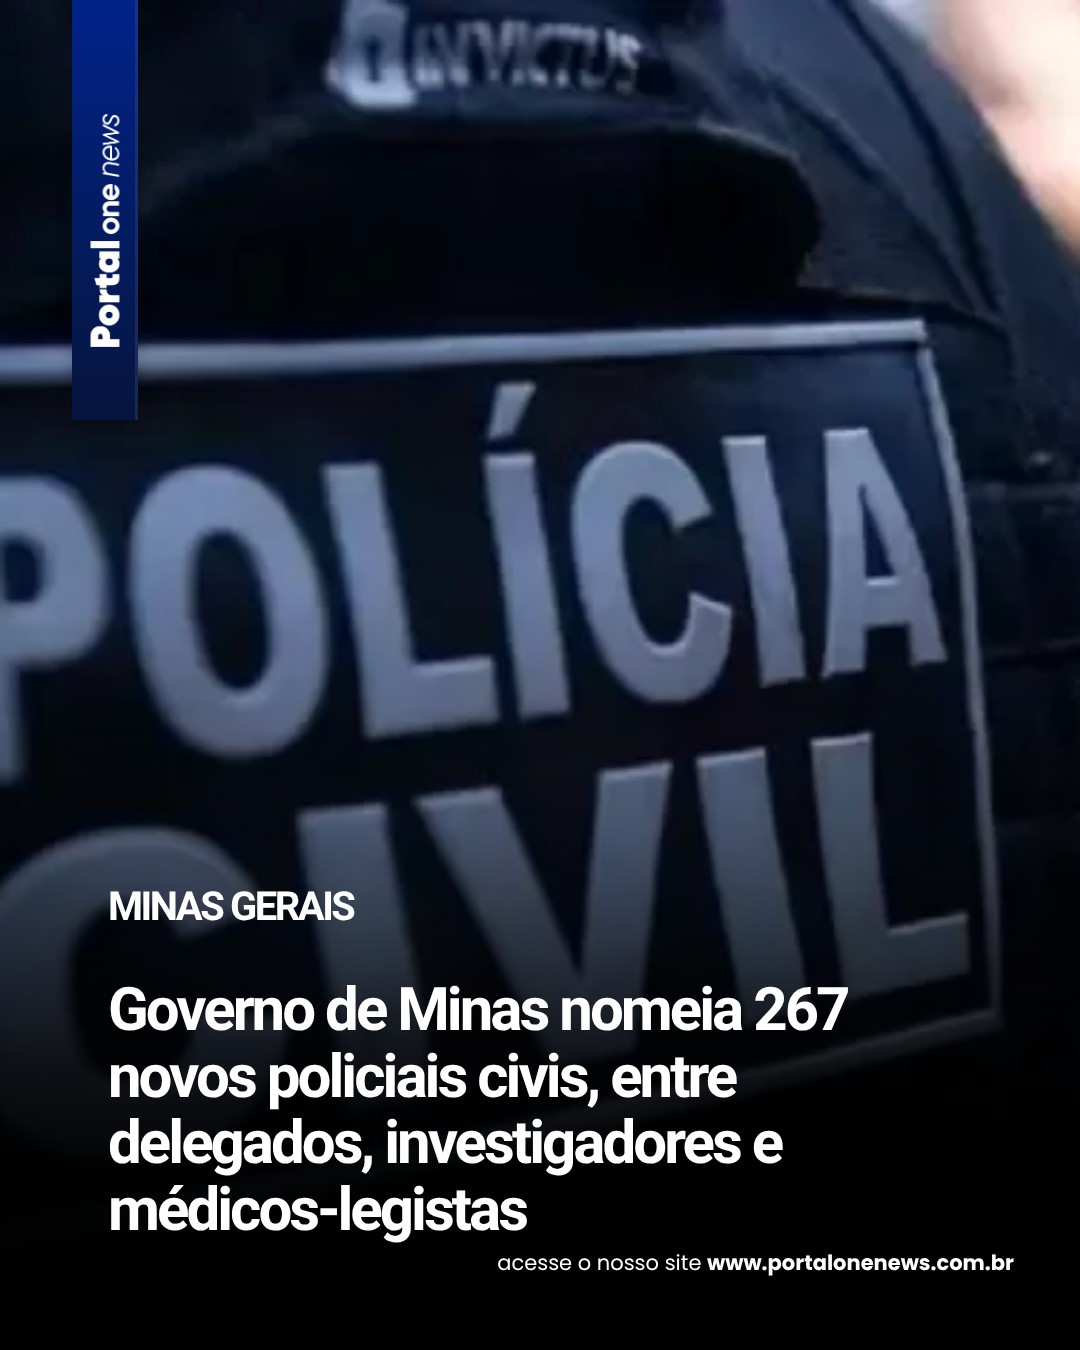 INVICTUS
Portal one news
POLÍCIA
CIVIL
MINAS GERAIS
Governo de Minas nomeia 267
novos policiais civis, entre
delegados, investigadores e
médicos-legistas
acesse o nosso site www.portalonenews.com.br